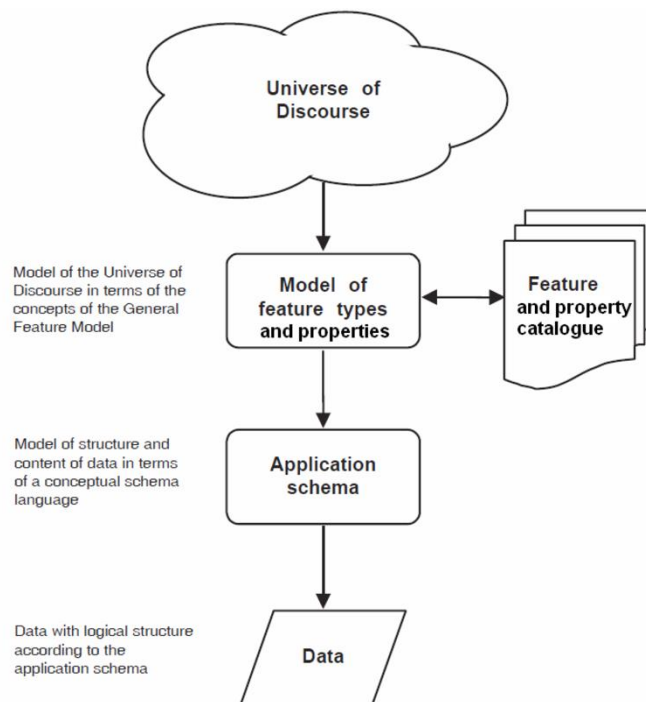 Universe of
Discourse
Model of the Universe of
Discourse in terms of the
concepts of the General
Feature Model
Model of
feature types
and properties
Feature
and property
catalogue
Model of structure and
content of data in terms
of a conceptual schema
language
Application
schema
Data with logical structure
according to the
application schema
Data